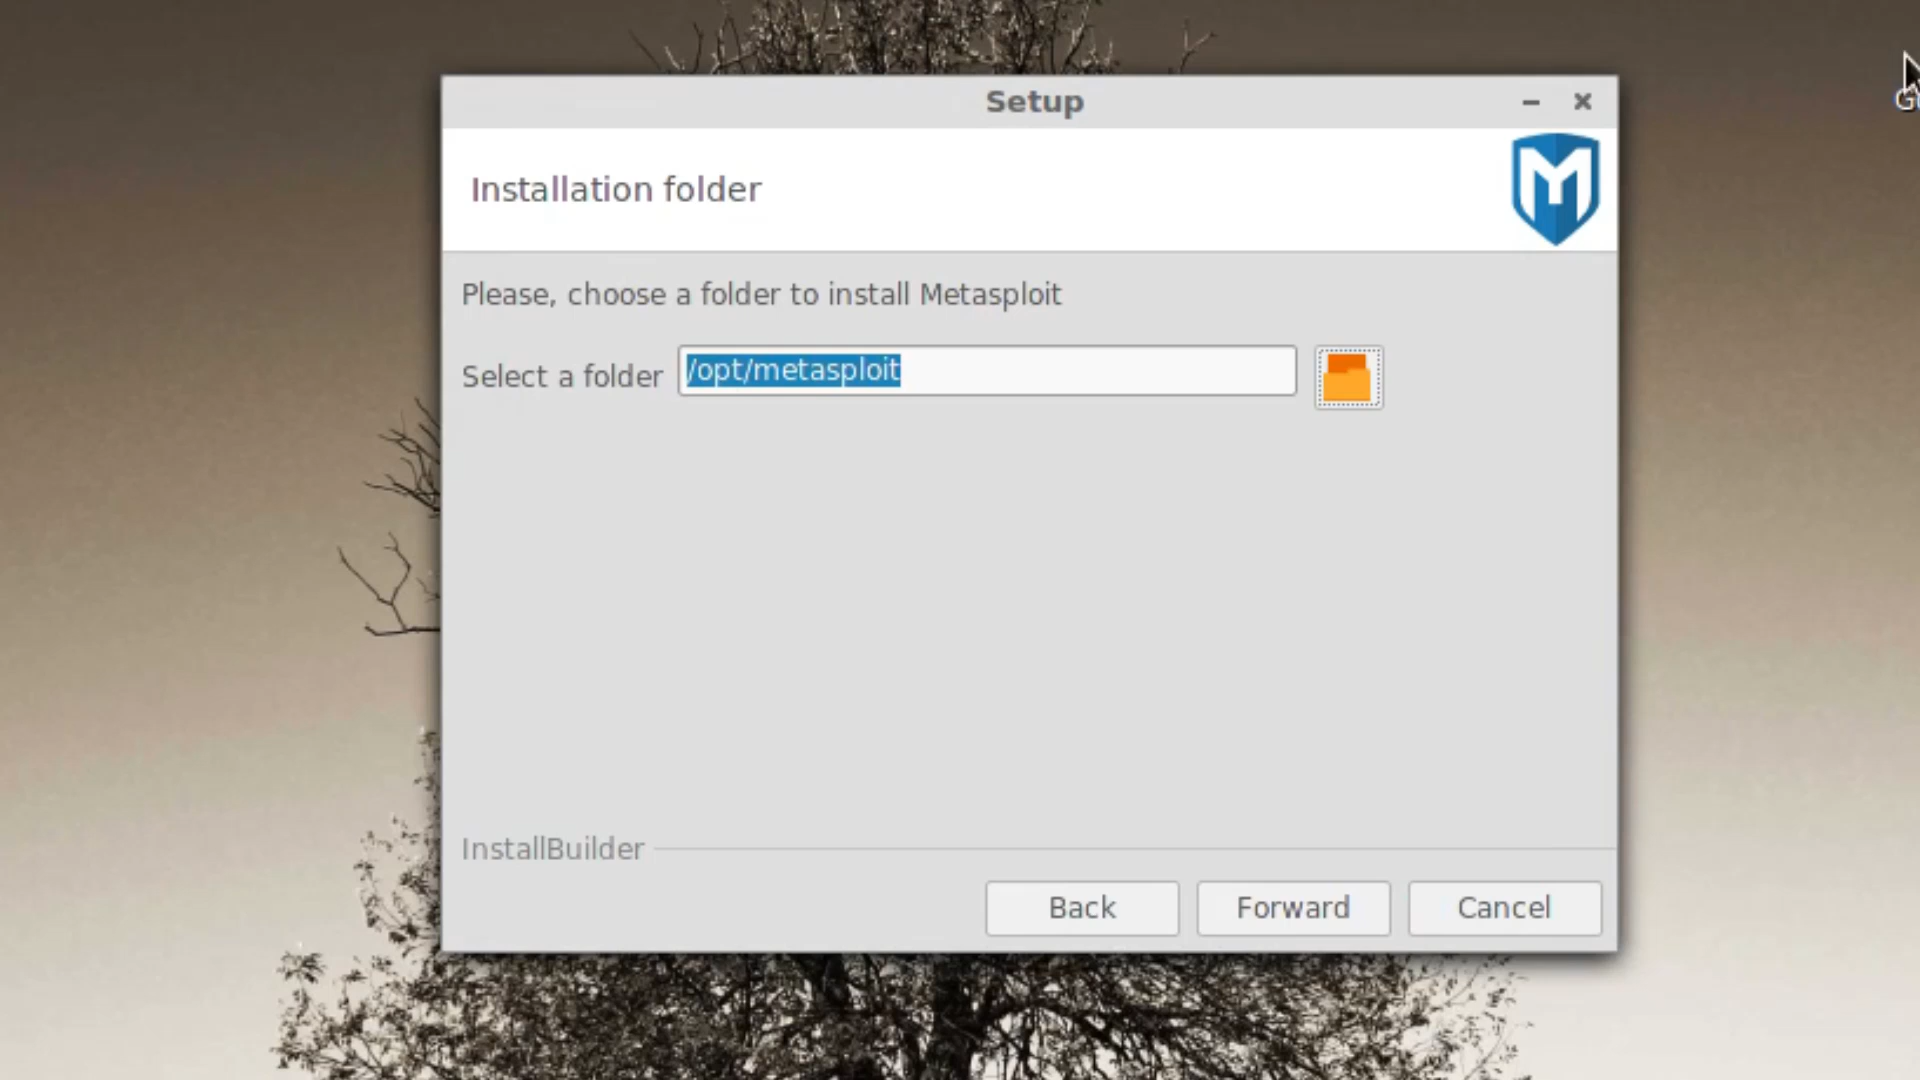 Setup
Installation folder
Please, choose a folder to install Metasploit
Select a folder /opt/metasploit
InstallBuilder
Back Forward Cancel